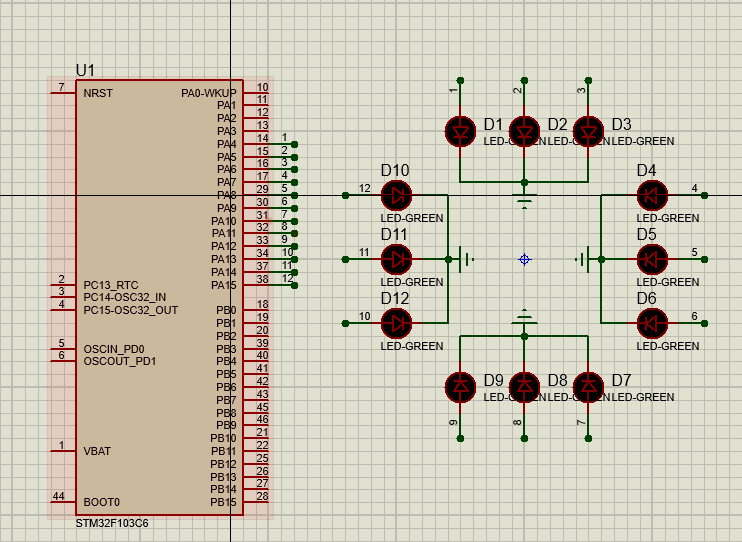 U1
7 NRST PA0-WKUP 10
PA1 11
PA2 12
PA3 13
PA4 14 1
PA5 15 2
PA6 16 3
PA7 17 4
PA8 29 5
PA9 30 6
PA10 31 7
PA11 32 8
PA12 33 9
PA13 34 10
PA14 37 11
PA15 38 12
2 PC13_RTC
3 PC14-OSC32_IN
4 PC15-OSC32_OUT
PB0 18
PB1 19
PB2 20
PB3 39
PB4 40
PB5 41
PB6 42
PB7 43
PB8 45
PB9 46
PB10 21
PB11 22
PB12 25
PB13 26
PB14 27
PB15 28
5 OSCIN_PD0
6 OSCOUT_PD1
1 VBAT
44 BOOT0
STM32F103C6
1 2 3
D1 D2 D3
LED-GREEN LED-GREEN LED-GREEN
12 D10
LED-GREEN
11 D11
LED-GREEN
10 D12
LED-GREEN
D4 4
LED-GREEN
D5 5
LED-GREEN
D6 6
LED-GREEN
D9 D8 D7
LED-GREEN LED-GREEN LED-GREEN
9 8 7